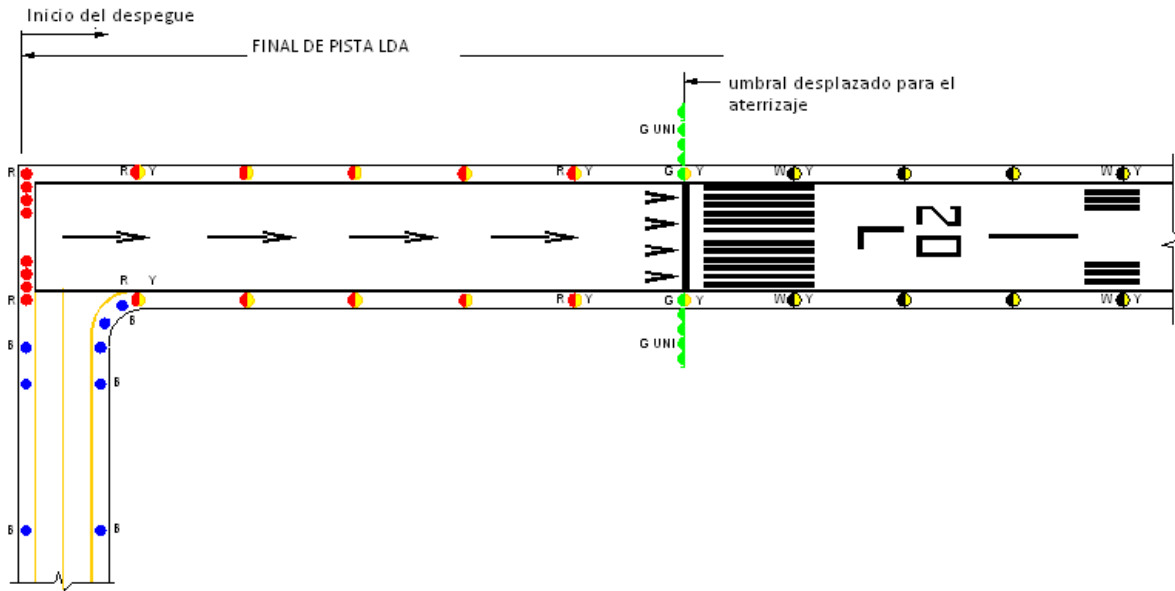 Inicio del despegue
FINAL DE PISTA LDA
umbral desplazado para el
aterrizaje
G UNI
R R Y R Y G Y W Y W Y
20
L
R Y
R B R Y G Y W Y W Y
B G UNI
B
B B